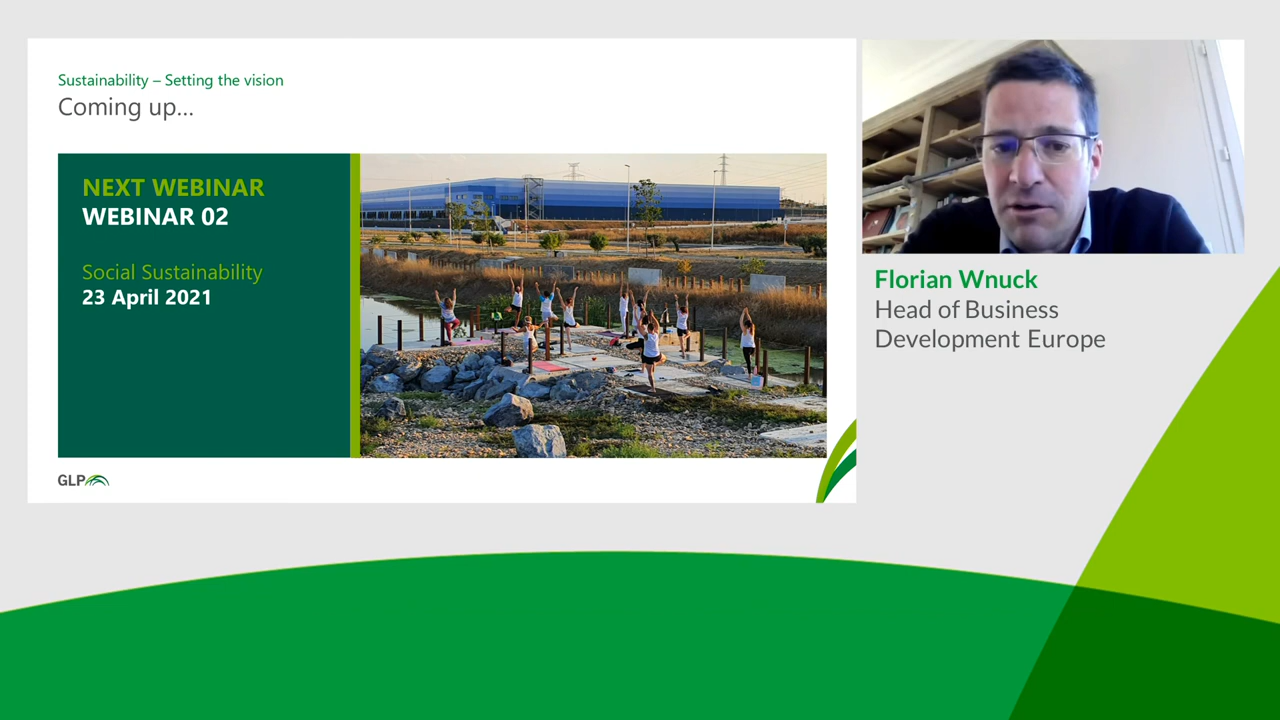 Sustainability – Setting the vision
Coming up...
NEXT WEBINAR
WEBINAR 02
Social Sustainability
23 April 2021
GLP
Florian Wnuck
Head of Business
Development Europe